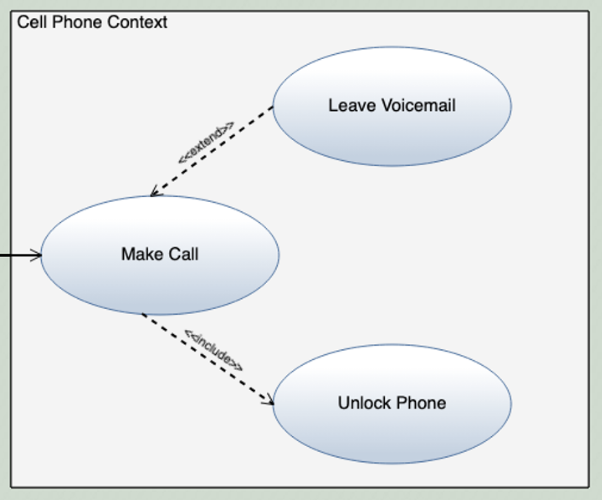 Cell Phone Context
Leave Voicemail
<<extend>>
Make Call
<<include>>
Unlock Phone